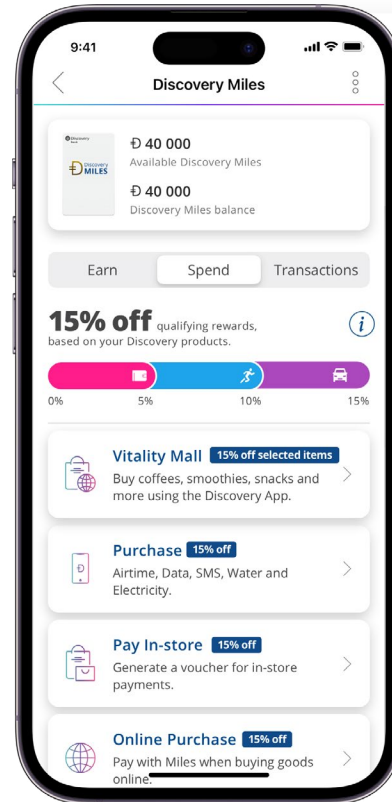 9:41
Discovery Miles
Discovery
Bank
Discovery
MILES
Đ 40 000
Available Discovery Miles
Đ 40 000
Discovery Miles balance
Earn Spend Transactions
15% off qualifying rewards,
based on your Discovery products.
i
0% 5% 10% 15%
Vitality Mall 15% off selected items
Buy coffees, smoothies, snacks and
more using the Discovery App.
Purchase 15% off
Airtime, Data, SMS, Water and
Electricity.
Pay In-store 15% off
Generate a voucher for in-store
payments.
Online Purchase 15% off
Pay with Miles when buying goods
online.